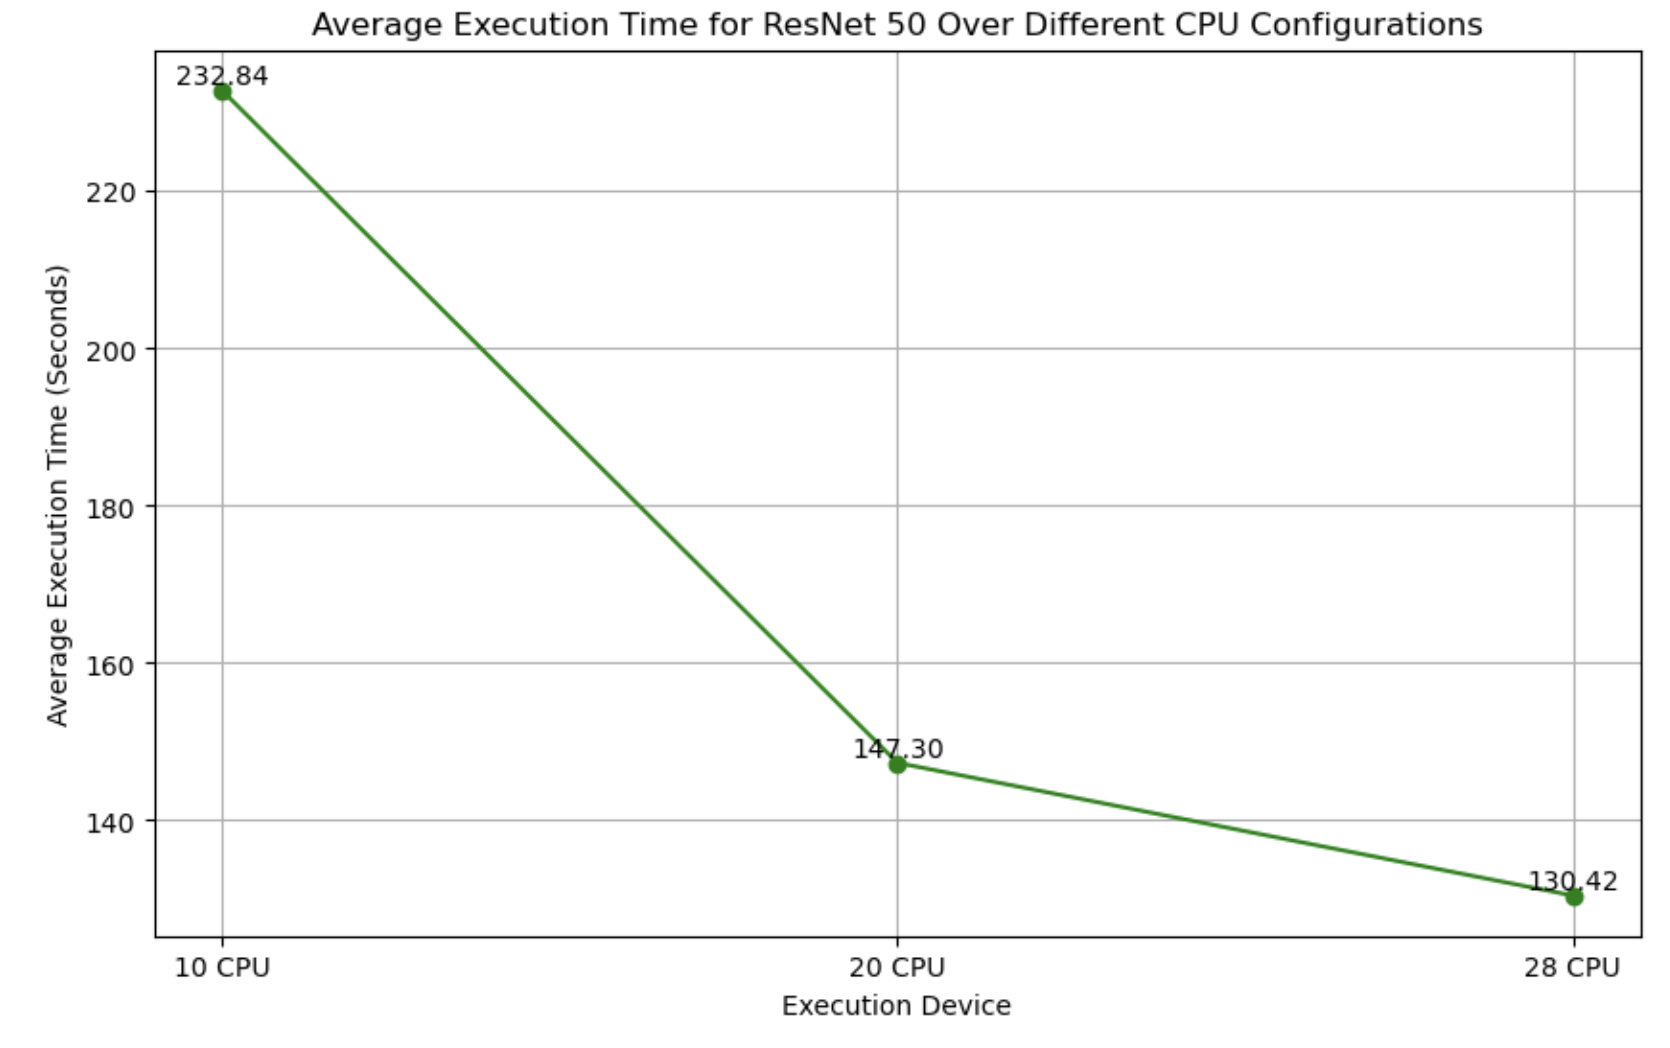 Average Execution Time for ResNet 50 Over Different CPU Configurations
232.84
220
200
180
160
140
147.30
130.42
Average Execution Time (Seconds)
10 CPU
20 CPU
28 CPU
Execution Device